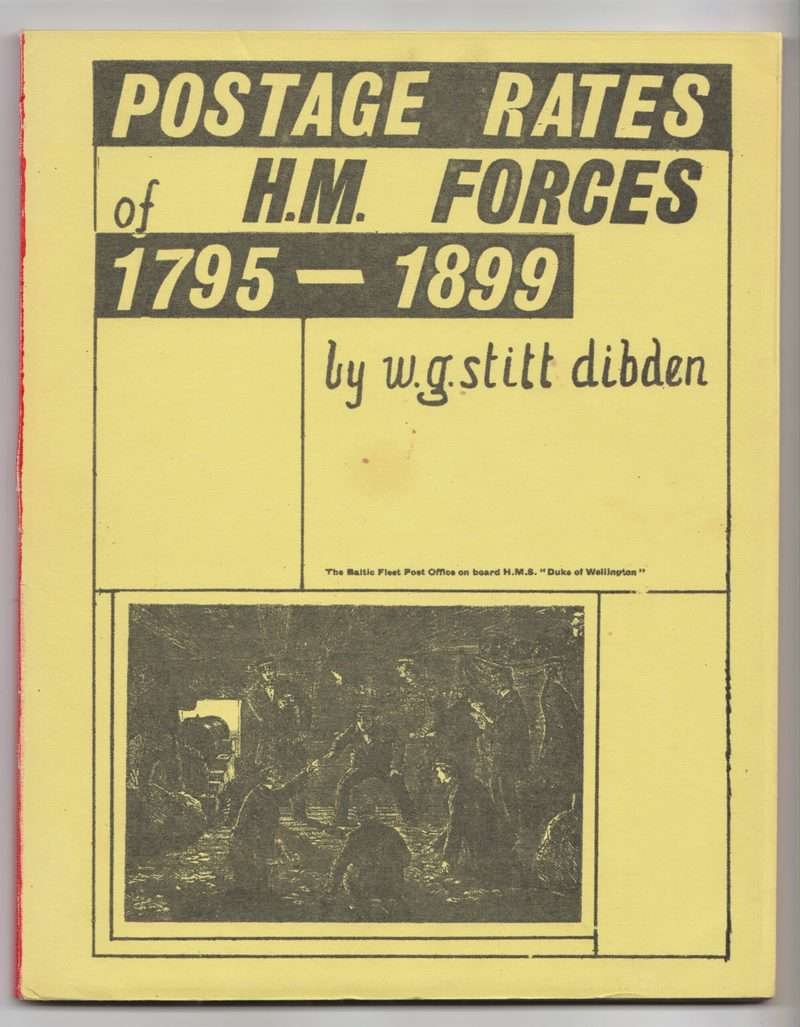 POSTAGE RATES
of H.M. FORCES
1795 — 1899
by w.g. stitt dibden
The Baltic Fleet Post Office on board H.M.S. "Duke of Wellington"